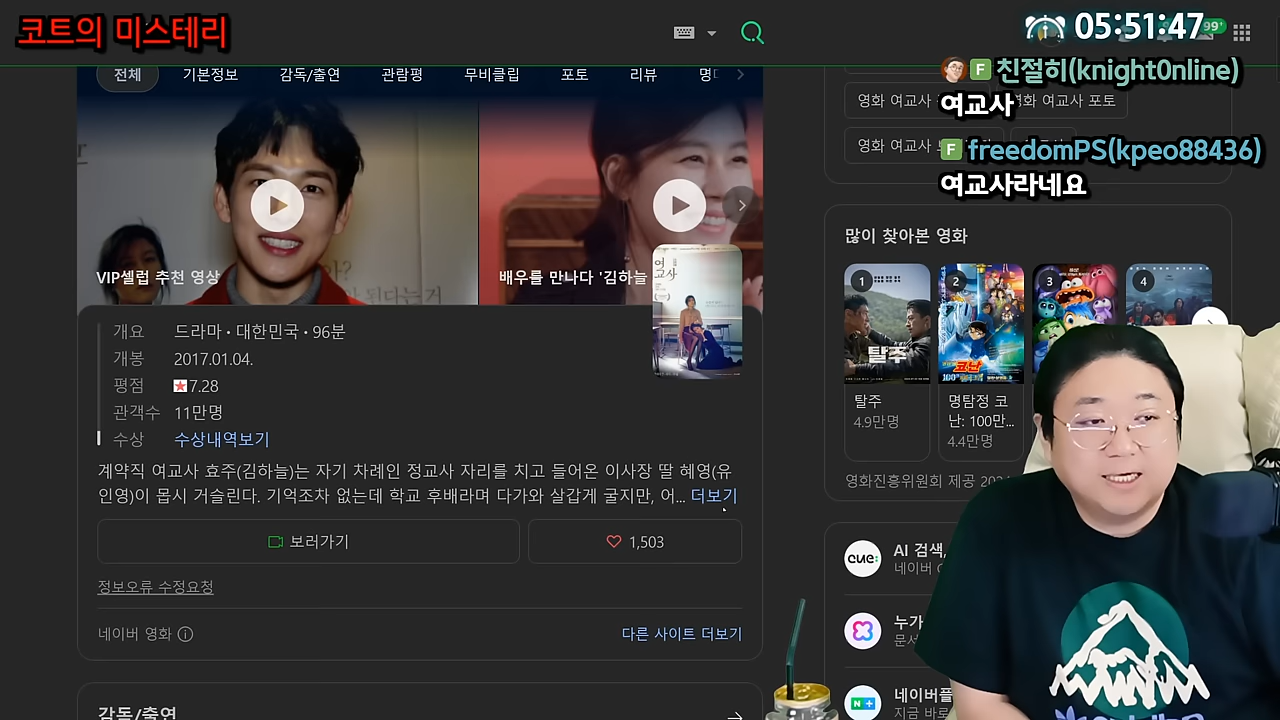 코트의 미스테리
05:51:47
99+
전체 기본정보 감독/출연 관람평 무비클립 포토 리뷰
친절히(knight0nline)
여교사
영화 여교사
영화 여교사 포토
freedomPS(kpeo88436)
여교사라네요
영화 여교사
VIP셀럽 추천 영상
배우를 만나다 '김하늘
여교사
개요 드라마 • 대한민국 • 96분
개봉 2017.01.04.
평점 7.28
관객수 11만명
수상 수상내역보기
계약직 여교사 효주(김하늘)는 자기 차례인 정교사 자리를 치고 들어온 이사장 딸 혜영(유
인영)이 몹시 거슬린다. 기억조차 없는데 학교 후배라며 다가와 살갑게 굴지만, 어... 더보기
보러가기
1,503
정보오류 수정요청
네이버 영화
다른 사이트 더보기
감독/출연
많이 찾아본 영화
1 2 3 4
탈주
코난
탈주
4.9만명
명탐정 코
난: 100만...
4.4만명
영화진흥위원회 제공
cue:
AI 검색,
네이버
누가
문서
N+
네이버플
지금 바로